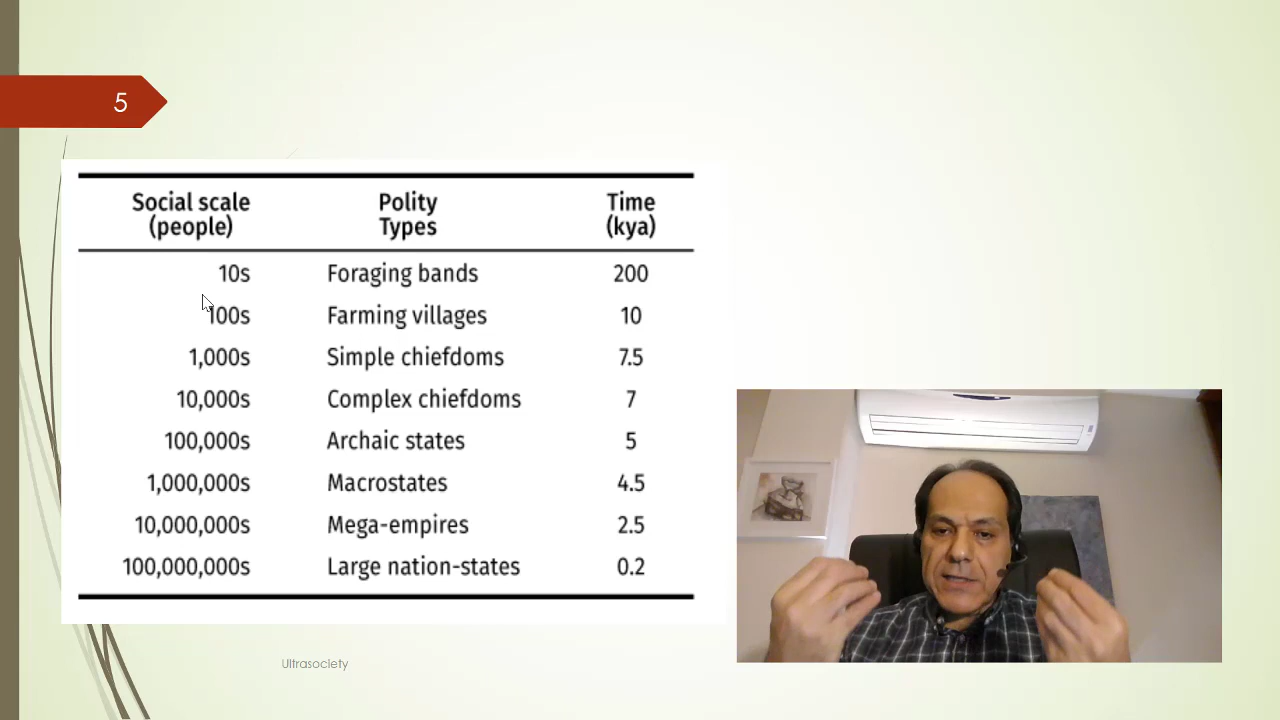 5
Social scale (people) Polity Types Time (kya)
10s Foraging bands 200
100s Farming villages 10
1,000s Simple chiefdoms 7.5
10,000s Complex chiefdoms 7
100,000s Archaic states 5
1,000,000s Macrostates 4.5
10,000,000s Mega-empires 2.5
100,000,000s Large nation-states 0.2
Ultrasociety